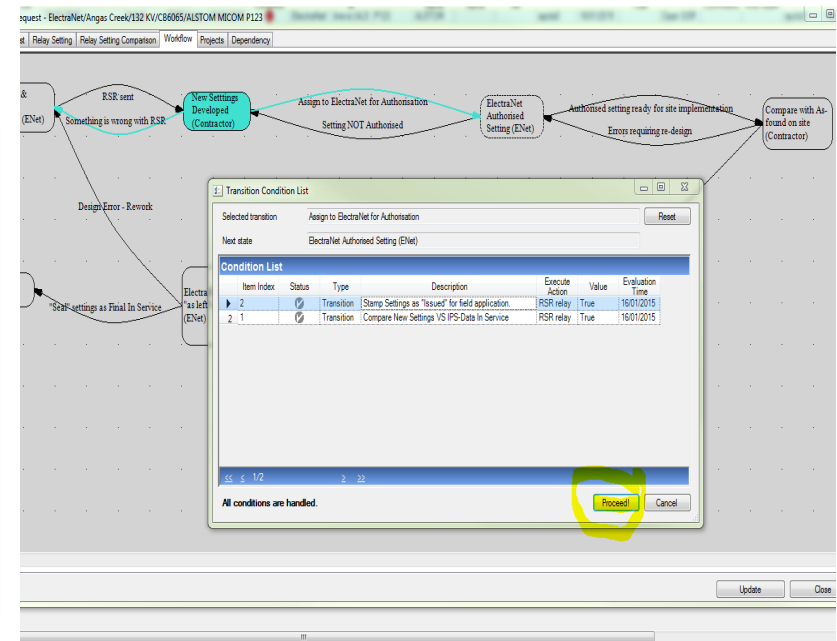 equest - ElectraNet/Angas Creek/132 KV/CB6065/ALSTOM MICOM P123
st Relay Setting Relay Setting Comparison Workflow Projects Dependency
&
(ENet)
RSR sent
Something is wrong with RSR
New Setttings
Developed
(Contractor)
Assign to ElectraNet for Authorisation
Setting NOT Authorised
ElectraNet
Authorised
Setting (ENet)
Authorised setting ready for site implementation
Errors requiring re-design
Compare with As-
found on site
(Contractor)
Design Error - Rework
"Seal" settings as Finial In Service
Electra
"as left
(ENet)
Transition Condition List
Selected transition Assign to ElectraNet for Authorisation Reset
Next state ElectraNet Authorised Setting (ENet)
Condition List
Item Index Status Type Description Execute Action Value Evaluation Time
2 Transition Stamp Settings as "Issued" for field application. RSR relay True 16/01/2015
2 1 Transition Compare New Settings VS IPS-Data In Service RSR relay True 16/01/2015
<< < 1/2 > >>
All conditions are handled. Proceed! Cancel
Update Close